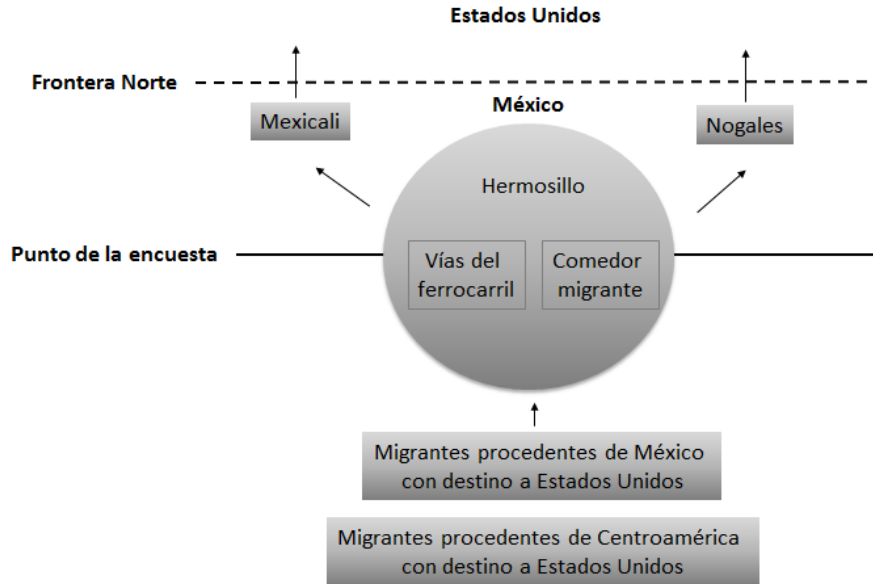 Estados Unidos
Frontera Norte
México
Mexicali
Nogales
Hermosillo
Punto de la encuesta
Vías del
ferrocarril
Comedor
migrante
Migrantes procedentes de México
con destino a Estados Unidos
Migrantes procedentes de Centroamérica
con destino a Estados Unidos